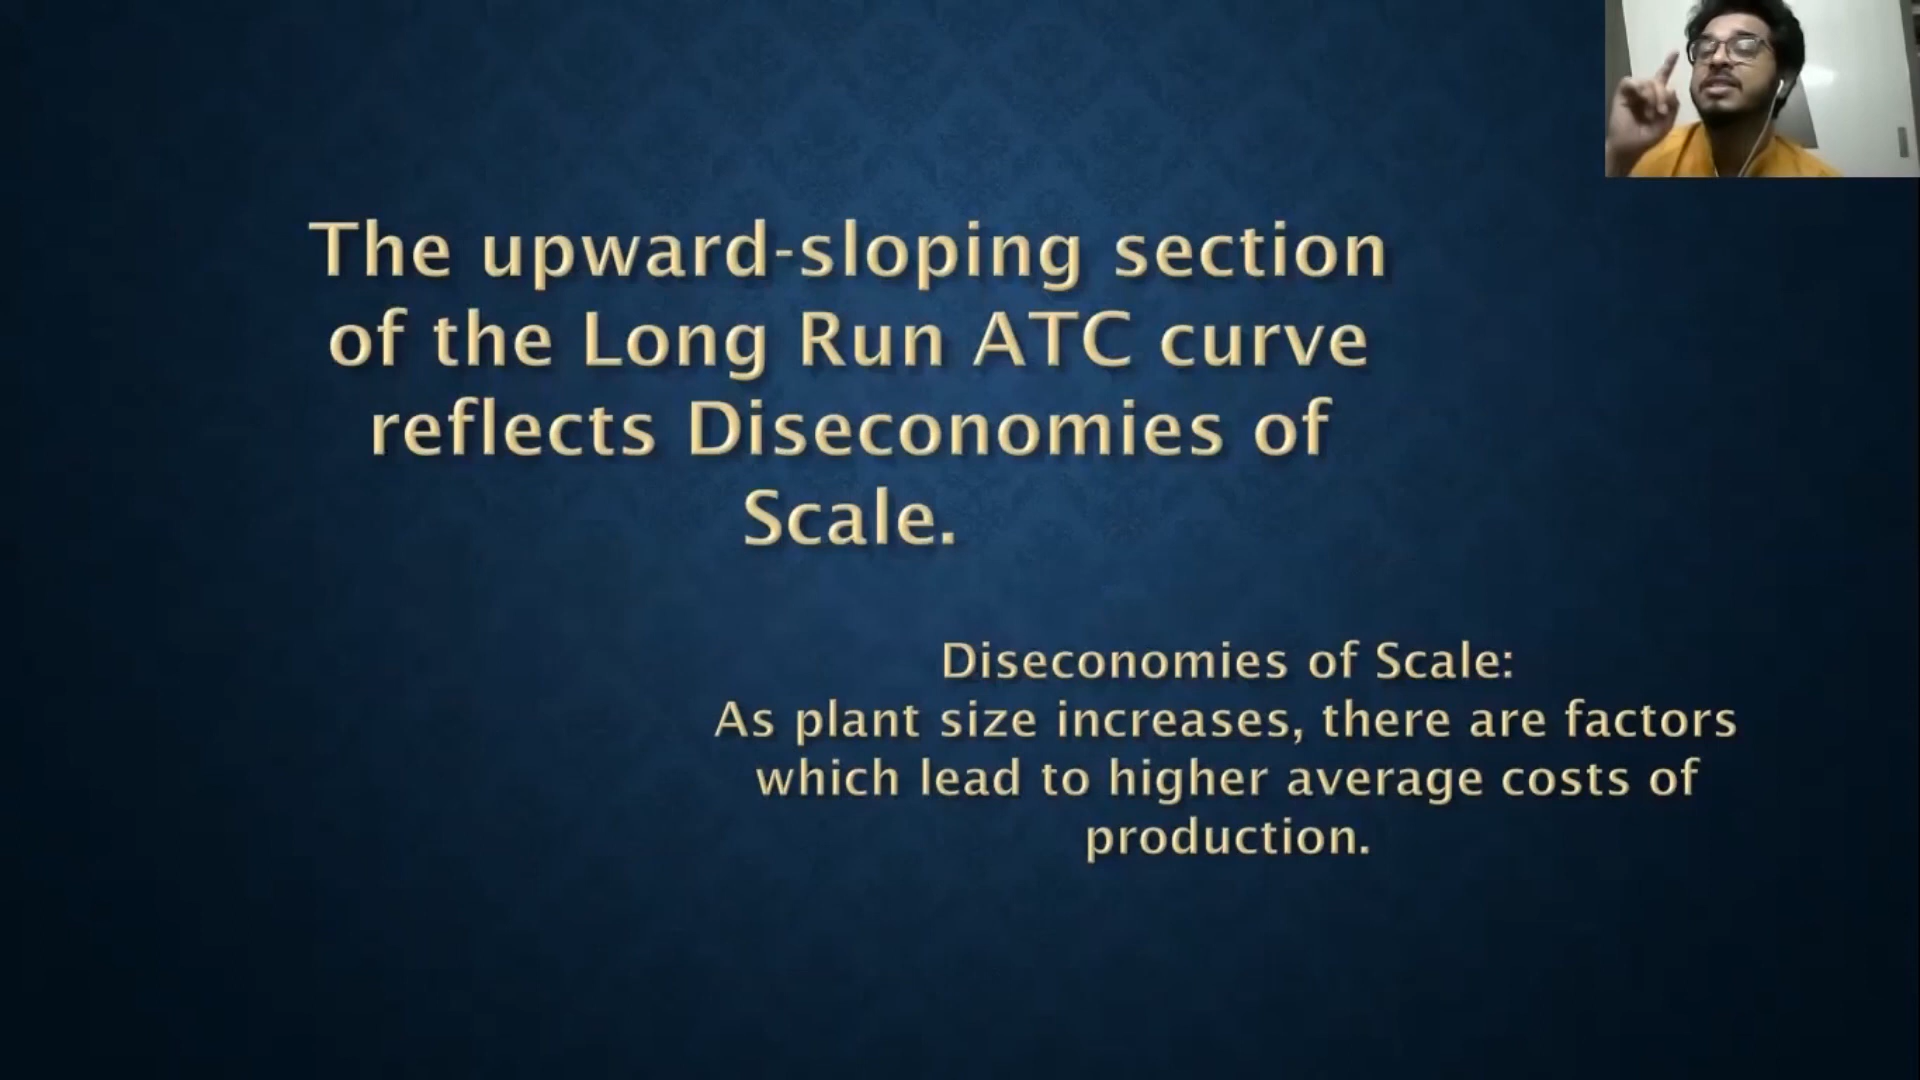 The upward-sloping section
of the Long Run ATC curve
reflects Diseconomies of
Scale.
Diseconomies of Scale:
As plant size increases, there are factors
which lead to higher average costs of
production.